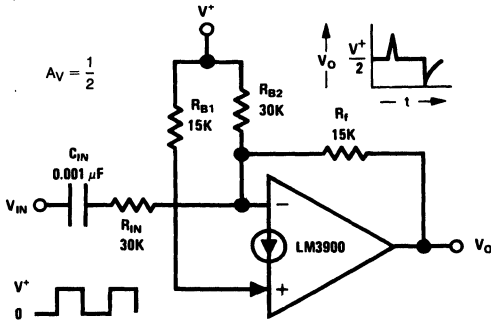 V⁺
A_V = 1/2
R_B1
15K
R_B2
30K
V_O
V⁺/2
t
R_f
15K
C_IN
0.001 μF
V_IN
R_IN
30K
−
LM3900
+
V_O
V⁺
0